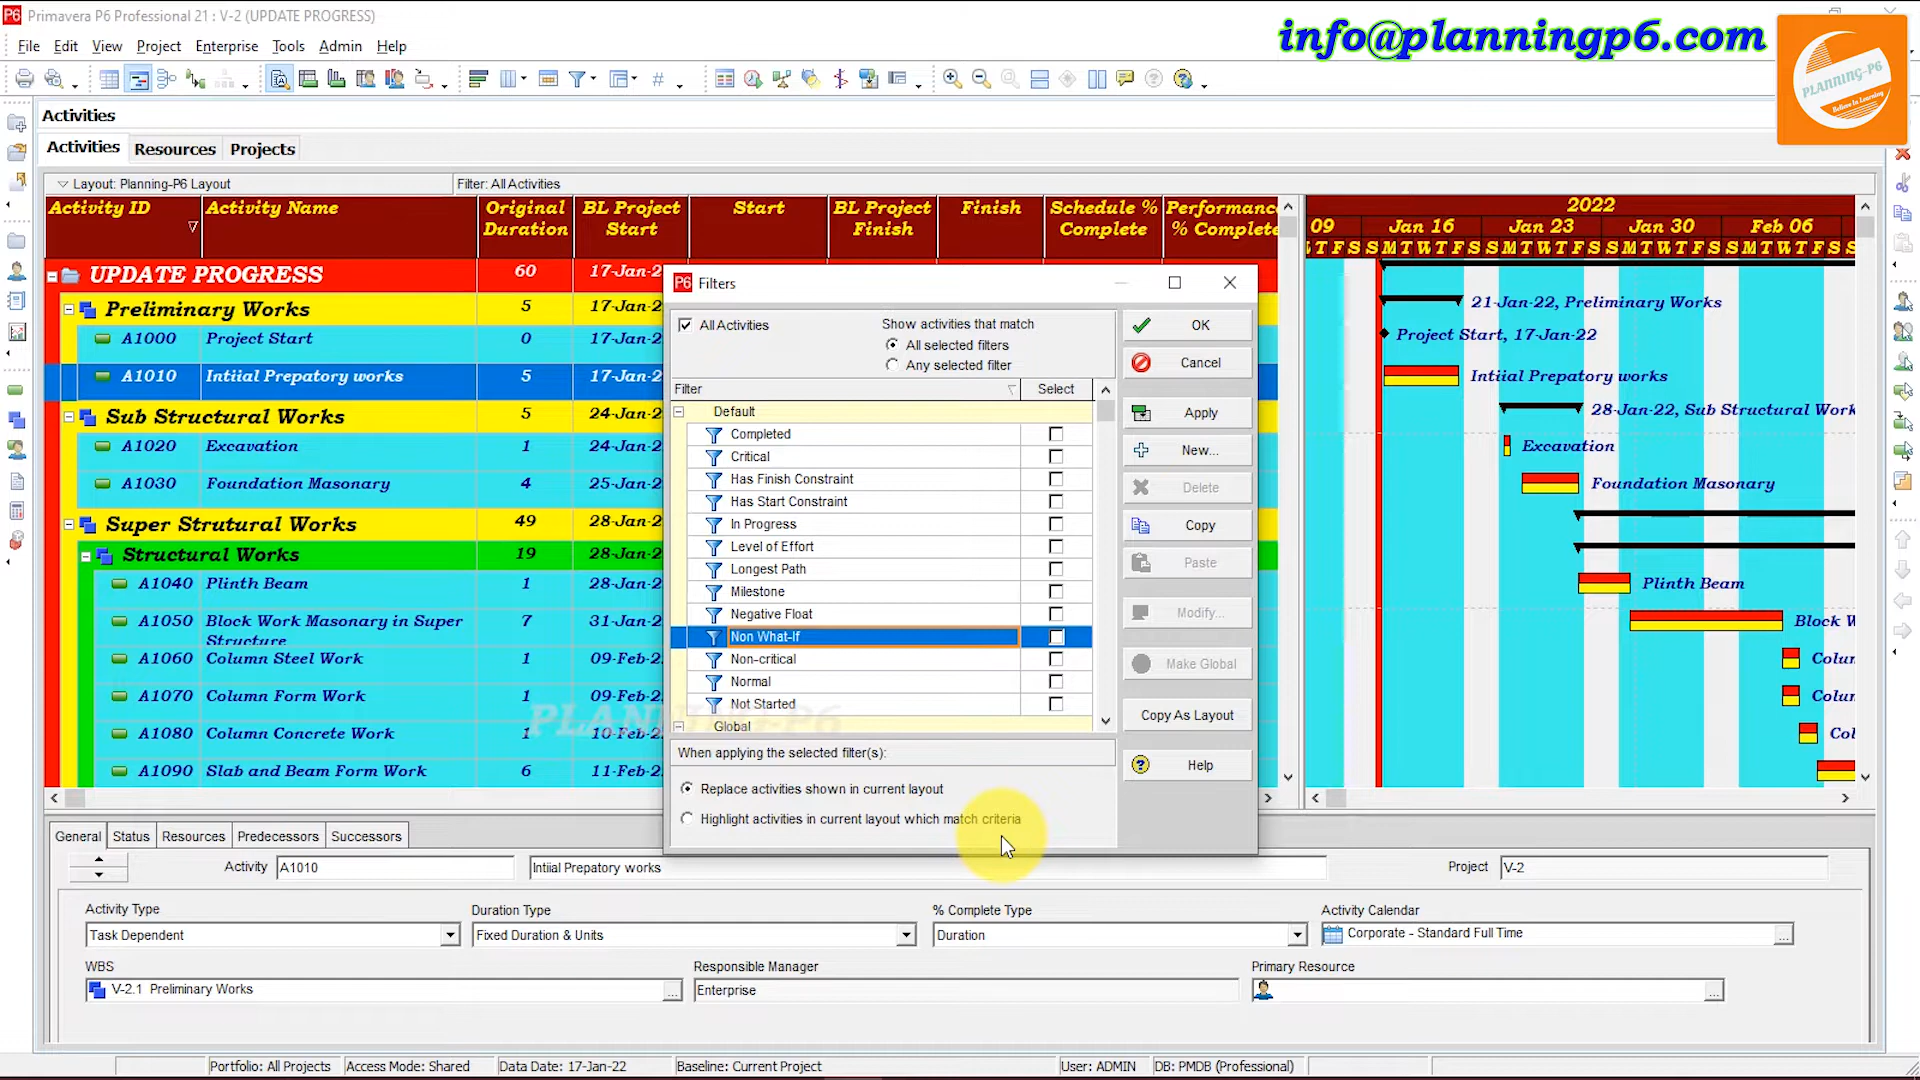 Primavera P6 Professional 21 : V-2 (UPDATE PROGRESS)
info@planningp6.com
PLANNING-P6
Believe In Learning
File Edit View Project Enterprise Tools Admin Help
Activities
Activities Resources Projects
Layout: Planning-P6 Layout Filter: All Activities
Activity ID Activity Name Original Duration BL Project Start Start BL Project Finish Finish Schedule % Complete Performance % Complete
2022
09 Jan 16 Jan 23 Jan 30 Feb 06
T F S S M T W T F S S M T W T F S S M T W T F S S M T W T F S
UPDATE PROGRESS 60 17-Jan-2
Preliminary Works 5 17-Jan-2
A1000 Project Start 0 17-Jan-2
A1010 Intiial Prepatory works 5 17-Jan-2
Sub Structural Works 5 24-Jan-2
A1020 Excavation 1 24-Jan-2
A1030 Foundation Masonary 4 25-Jan-2
Super Strutural Works 49 28-Jan-2
Structural Works 19 28-Jan-2
A1040 Plinth Beam 1 28-Jan-2
A1050 Block Work Masonary in Super Structure 7 31-Jan-2
A1060 Column Steel Work 1 09-Feb-2
A1070 Column Form Work 1 09-Feb-2
A1080 Column Concrete Work 1 10-Feb-2
A1090 Slab and Beam Form Work 6 11-Feb-2
21-Jan-22, Preliminary Works
Project Start, 17-Jan-22
Intiial Prepatory works
28-Jan-22, Sub Structural Work
Excavation
Foundation Masonary
Plinth Beam
Block W
Colun
Colun
Col
Filters
All Activities
Show activities that match
All selected filters
Any selected filter
Filter Select
Default
Completed
Critical
Has Finish Constraint
Has Start Constraint
In Progress
Level of Effort
Longest Path
Milestone
Negative Float
Non What-If
Non-critical
Normal
Not Started
Global
PLANNING-P6
When applying the selected filter(s):
Replace activities shown in current layout
Highlight activities in current layout which match criteria
OK
Cancel
Apply
New...
Delete
Copy
Paste
Modify...
Make Global
Copy As Layout
Help
General Status Resources Predecessors Successors
Activity A1010 Intiial Prepatory works Project V-2
Activity Type Duration Type % Complete Type Activity Calendar
Task Dependent Fixed Duration & Units Duration Corporate - Standard Full Time
WBS Responsible Manager Primary Resource
V-2.1 Preliminary Works Enterprise
Portfolio: All Projects Access Mode: Shared Data Date: 17-Jan-22 Baseline: Current Project User: ADMIN DB: PMDB (Professional)